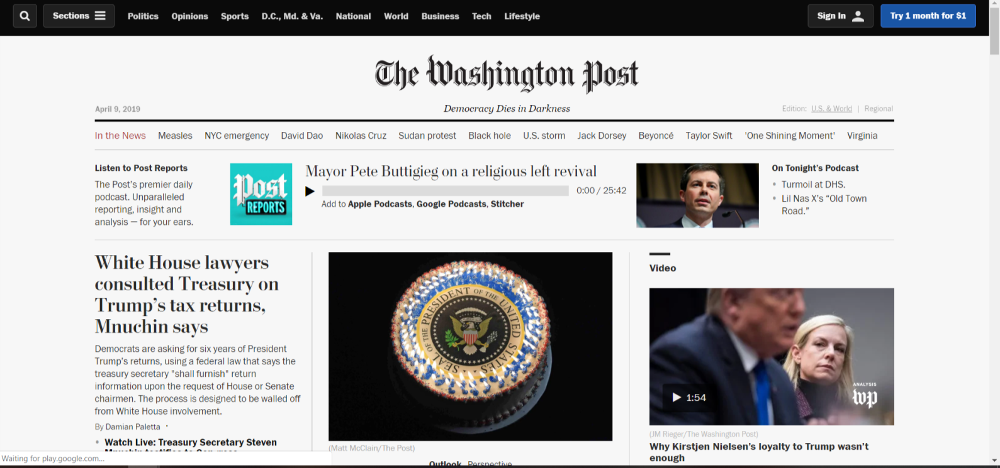 Sections
Politics
Opinions
Sports
D.C., Md. & Va.
National
World
Business
Tech
Lifestyle
Sign In
Try 1 month for $1
The Washington Post
April 9, 2019
Democracy Dies in Darkness
Edition: U.S. & World | Regional
In the News
Measles
NYC emergency
David Dao
Nikolas Cruz
Sudan protest
Black hole
U.S. storm
Jack Dorsey
Beyoncé
Taylor Swift
'One Shining Moment'
Virginia
Listen to Post Reports
The Post's premier daily
podcast. Unparalleled
reporting, insight and
analysis — for your ears.
Post
REPORTS
Mayor Pete Buttigieg on a religious left revival
0:00 / 25:42
Add to Apple Podcasts, Google Podcasts, Stitcher
On Tonight's Podcast
• Turmoil at DHS.
• Lil Nas X's “Old Town
Road.”
White House lawyers
consulted Treasury on
Trump’s tax returns,
Mnuchin says
Democrats are asking for six years of President
Trump's returns, using a federal law that says the
treasury secretary "shall furnish" return
information upon the request of House or Senate
chairmen. The process is designed to be walled off
from White House involvement.
By Damian Paletta •
• Watch Live: Treasury Secretary Steven
Mnuchin testifies to Congress
SEAL OF THE PRESIDENT OF THE UNITED STATES
(Matt McClain/The Post)
Outlook Perspective
Video
1:54
ANALYSIS
wp
(JM Rieger/The Washington Post)
Why Kirstjen Nielsen’s loyalty to Trump wasn’t
enough
Waiting for play.google.com...